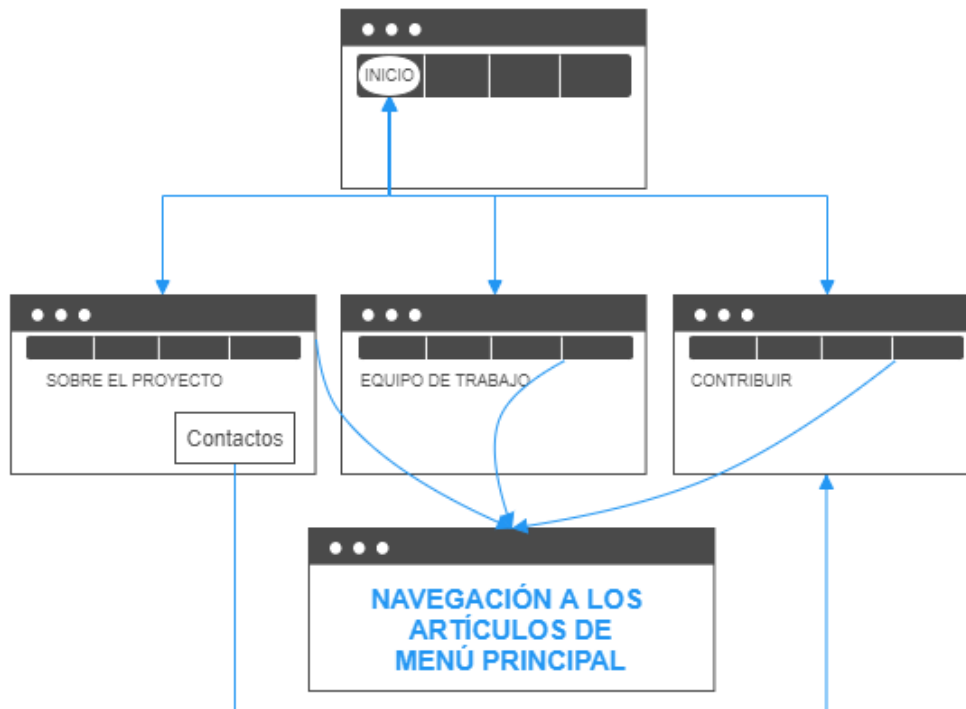 INICIO
SOBRE EL PROYECTO
Contactos
EQUIPO DE TRABAJO
CONTRIBUIR
NAVEGACIÓN A LOS
ARTÍCULOS DE
MENÚ PRINCIPAL